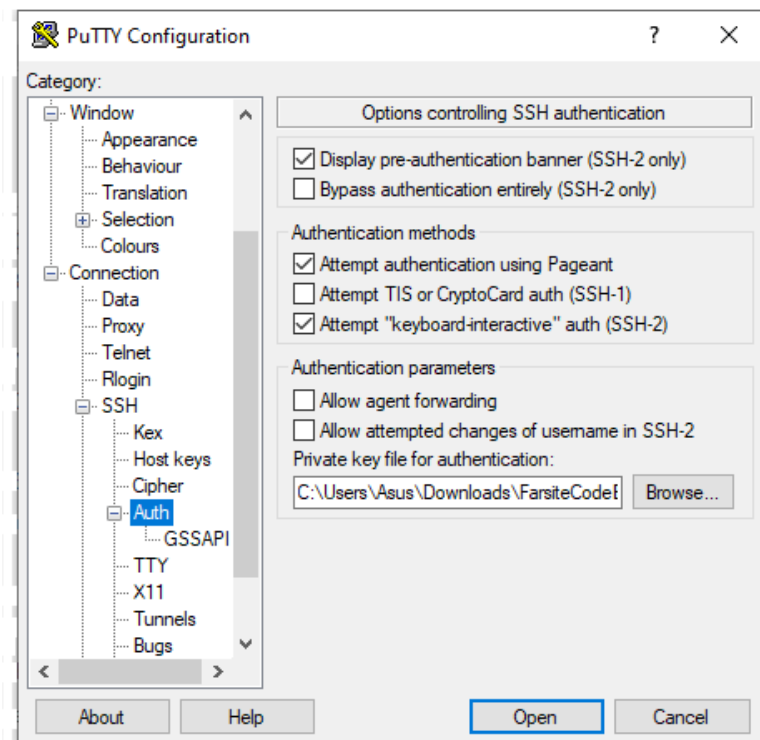 PuTTY Configuration
?
Category:
Window
Appearance
Behaviour
Translation
Selection
Colours
Connection
Data
Proxy
Telnet
Rlogin
SSH
Kex
Host keys
Cipher
Auth
GSSAPI
TTY
X11
Tunnels
Bugs
Options controlling SSH authentication
Display pre-authentication banner (SSH-2 only)
Bypass authentication entirely (SSH-2 only)
Authentication methods
Attempt authentication using Pageant
Attempt TIS or CryptoCard auth (SSH-1)
Attempt "keyboard-interactive" auth (SSH-2)
Authentication parameters
Allow agent forwarding
Allow attempted changes of username in SSH-2
Private key file for authentication:
C:\Users\Asus\Downloads\FarsiteCodeE Browse...
About Help Open Cancel